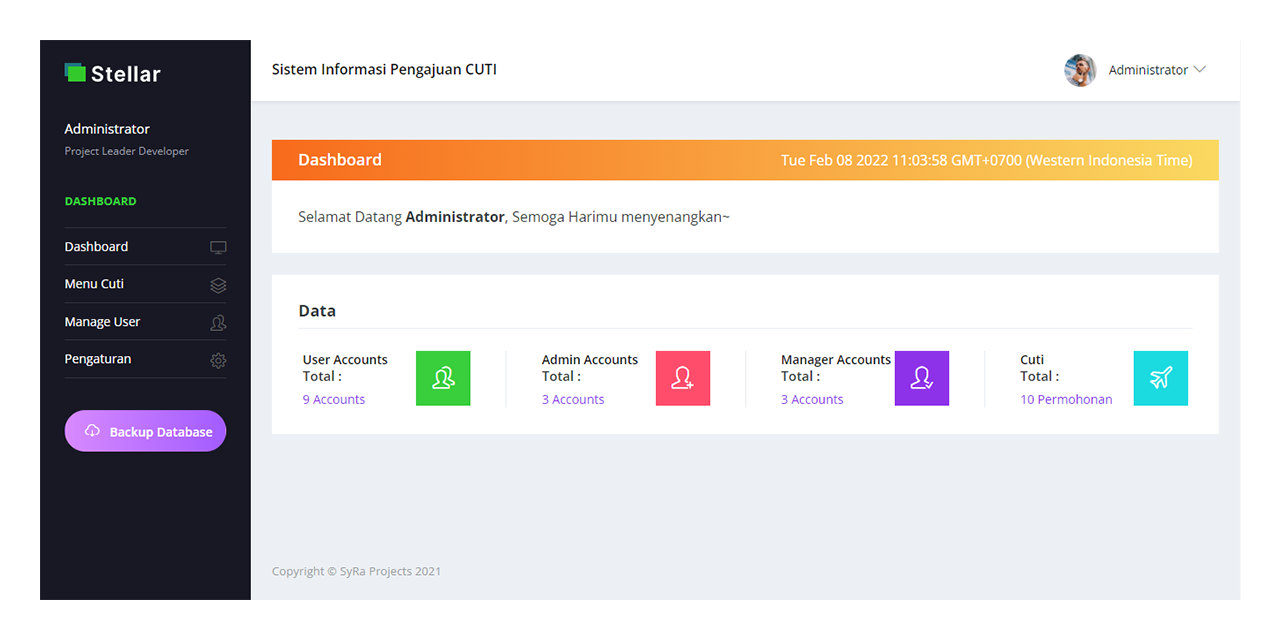 Stellar
Administrator
Project Leader Developer
DASHBOARD
Dashboard
Menu Cuti
Manage User
Pengaturan
Backup Database
Sistem Informasi Pengajuan CUTI
Administrator
Dashboard
Tue Feb 08 2022 11:03:58 GMT+0700 (Western Indonesia Time)
Selamat Datang Administrator, Semoga Harimu menyenangkan~
Data
User Accounts
Total :
9 Accounts
Admin Accounts
Total :
3 Accounts
Manager Accounts
Total :
3 Accounts
Cuti
Total :
10 Permohonan
Copyright © SyRa Projects 2021